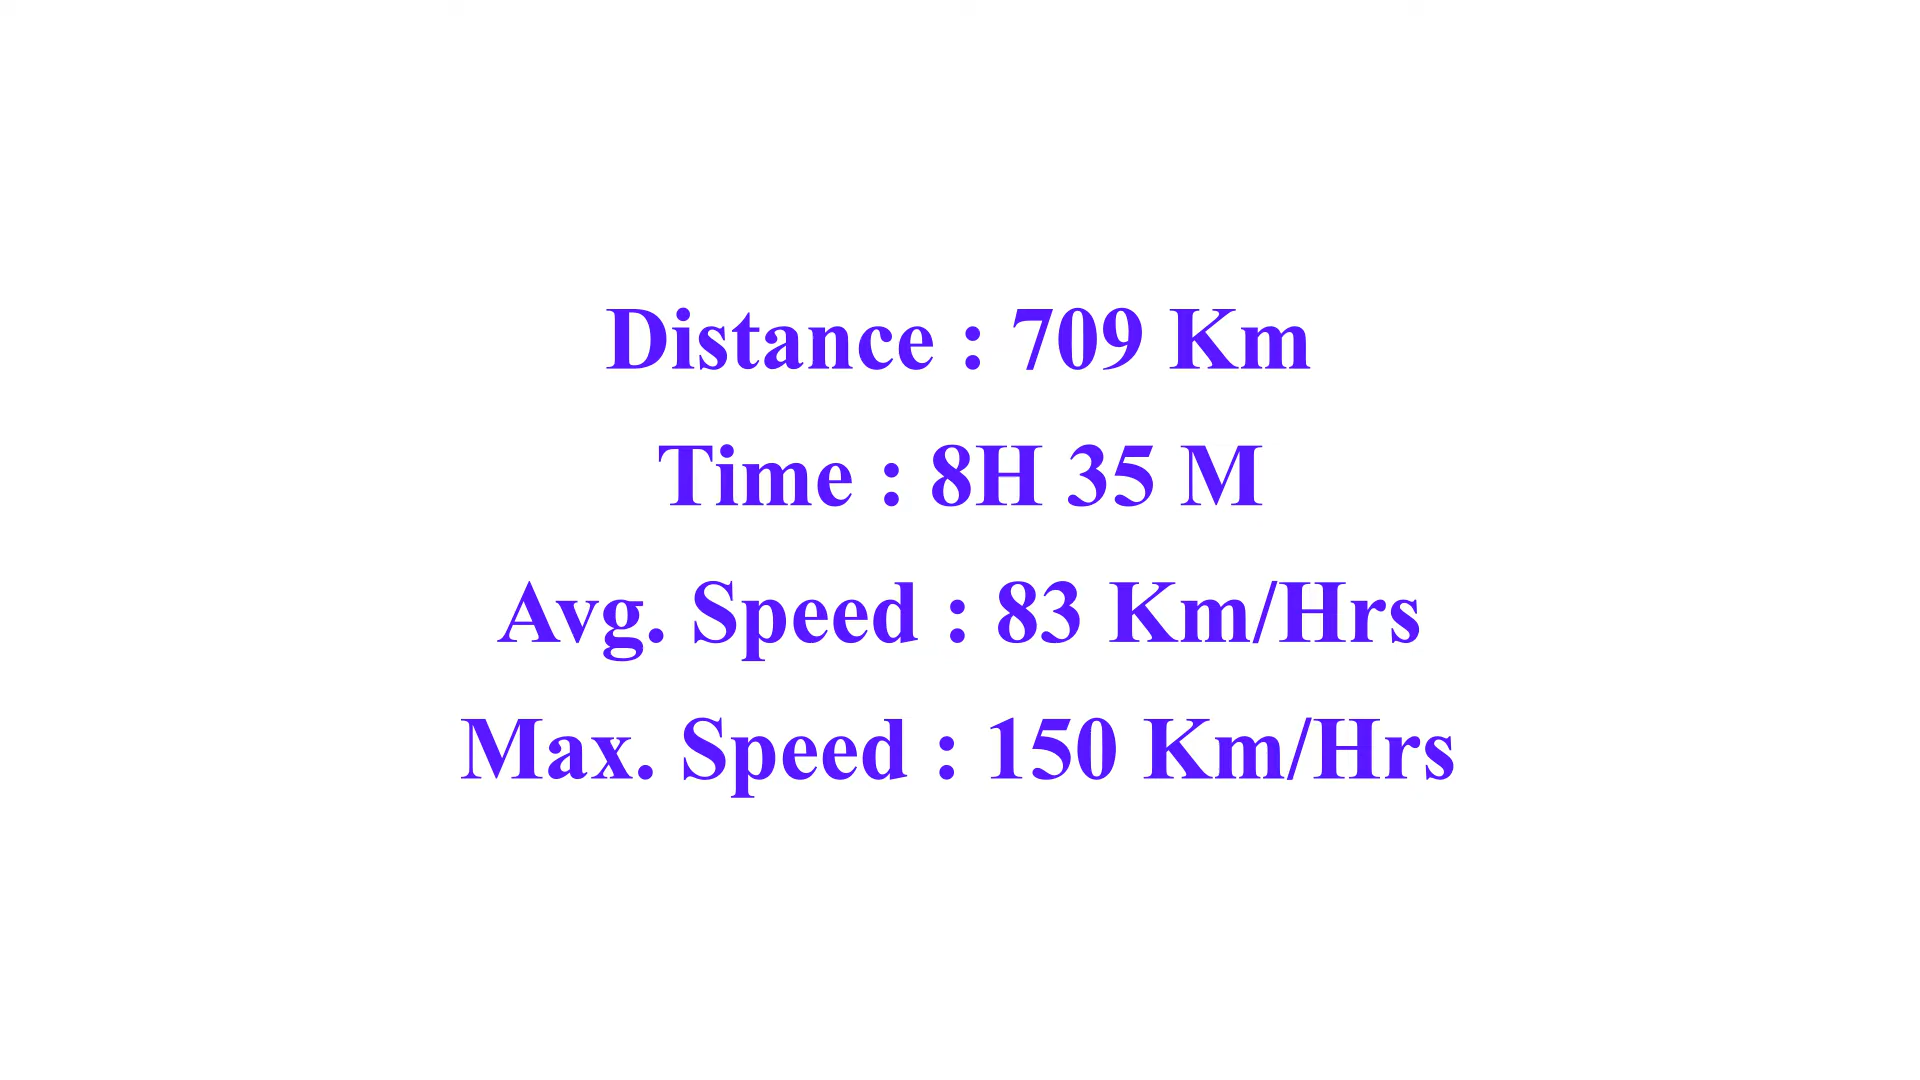 Distance : 709 Km
Time : 8H 35 M
Avg. Speed : 83 Km/Hrs
Max. Speed : 150 Km/Hrs